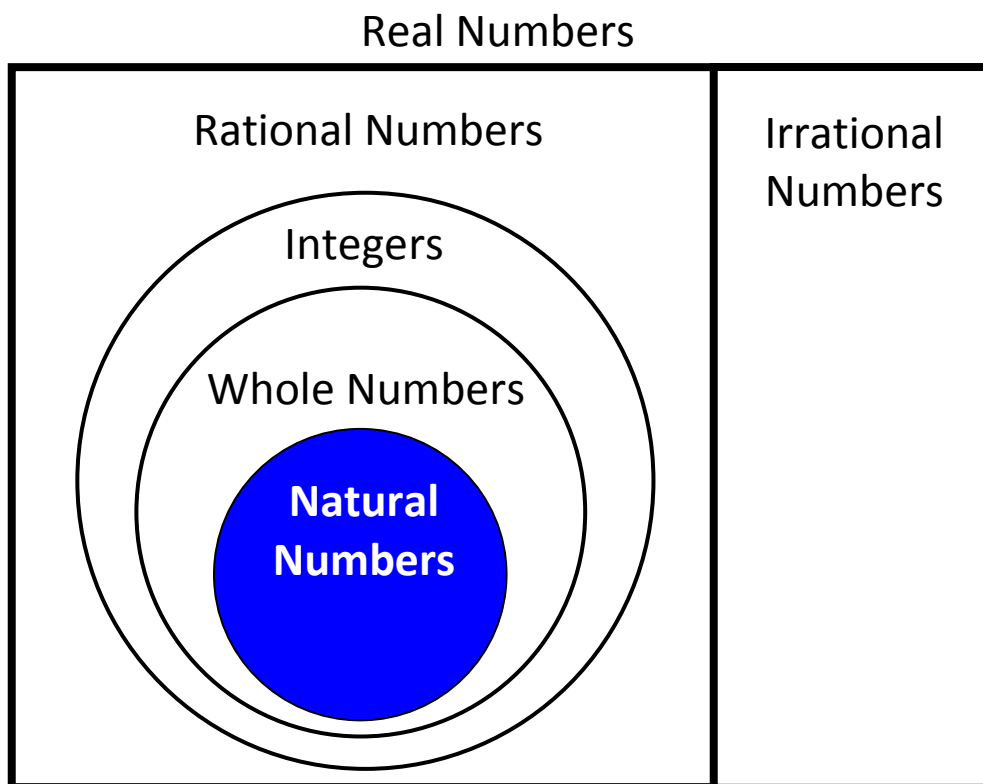 Real Numbers
Rational Numbers
Irrational
Numbers
Integers
Whole Numbers
Natural
Numbers